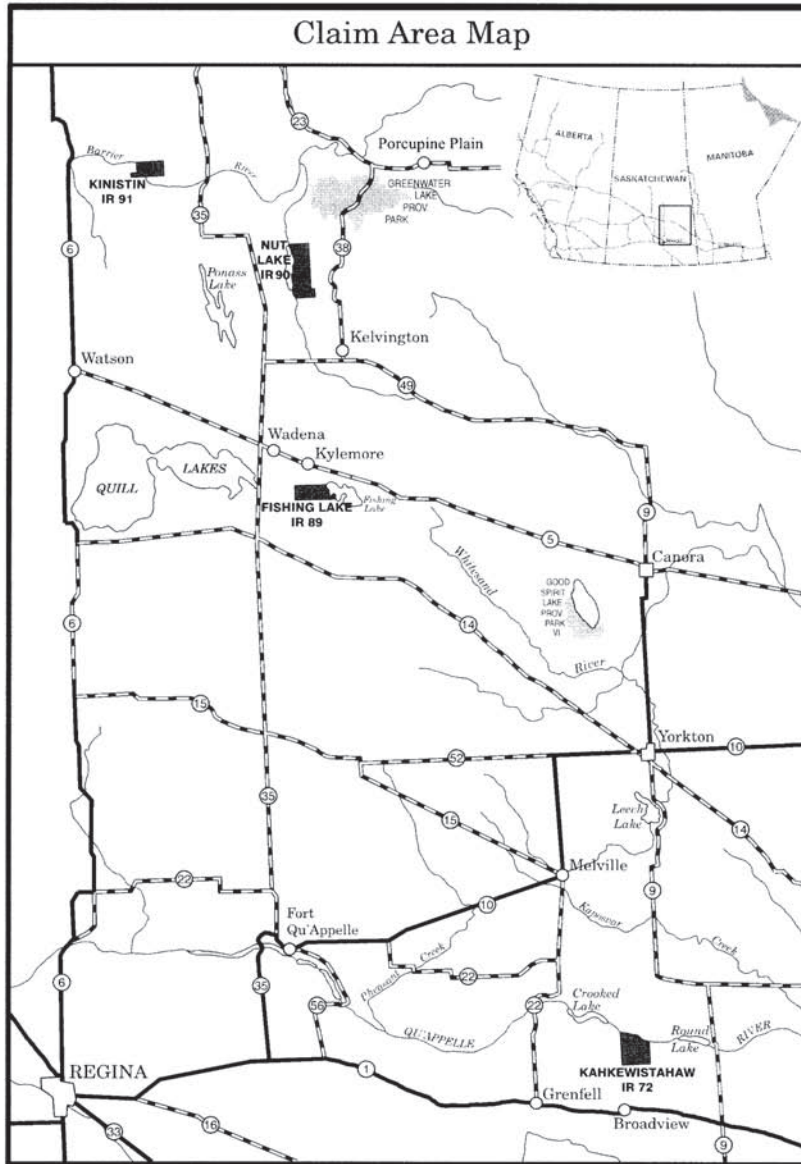 Claim Area Map
23
Porcupine Plain
Barrier
River
KINISTIN
IR 91
GREENWATER
LAKE
PROV.
PARK
35
6
NUT
LAKE
IR 90
38
Ponass
Lake
ALBERTA
SASKATCHEWAN
MANITOBA
Kelvington
Watson
49
Wadena
Kylemore
QUILL
LAKES
FISHING LAKE
IR 89
Fishing
Lake
9
5
Canora
Whitesand
River
GOOD
SPIRIT
LAKE
PROV.
PARK
VI
6
14
15
52
Yorkton
10
35
15
Leech
Lake
14
Melville
22
9
10
Fort
Qu'Appelle
Kaposvar
Creek
Pheasant
Creek
22
6
35
56
22
Crooked
Lake
QU'APPELLE
Round
Lake
RIVER
KAHKEWISTAHAW
IR 72
REGINA
1
Grenfell
Broadview
33
16
9